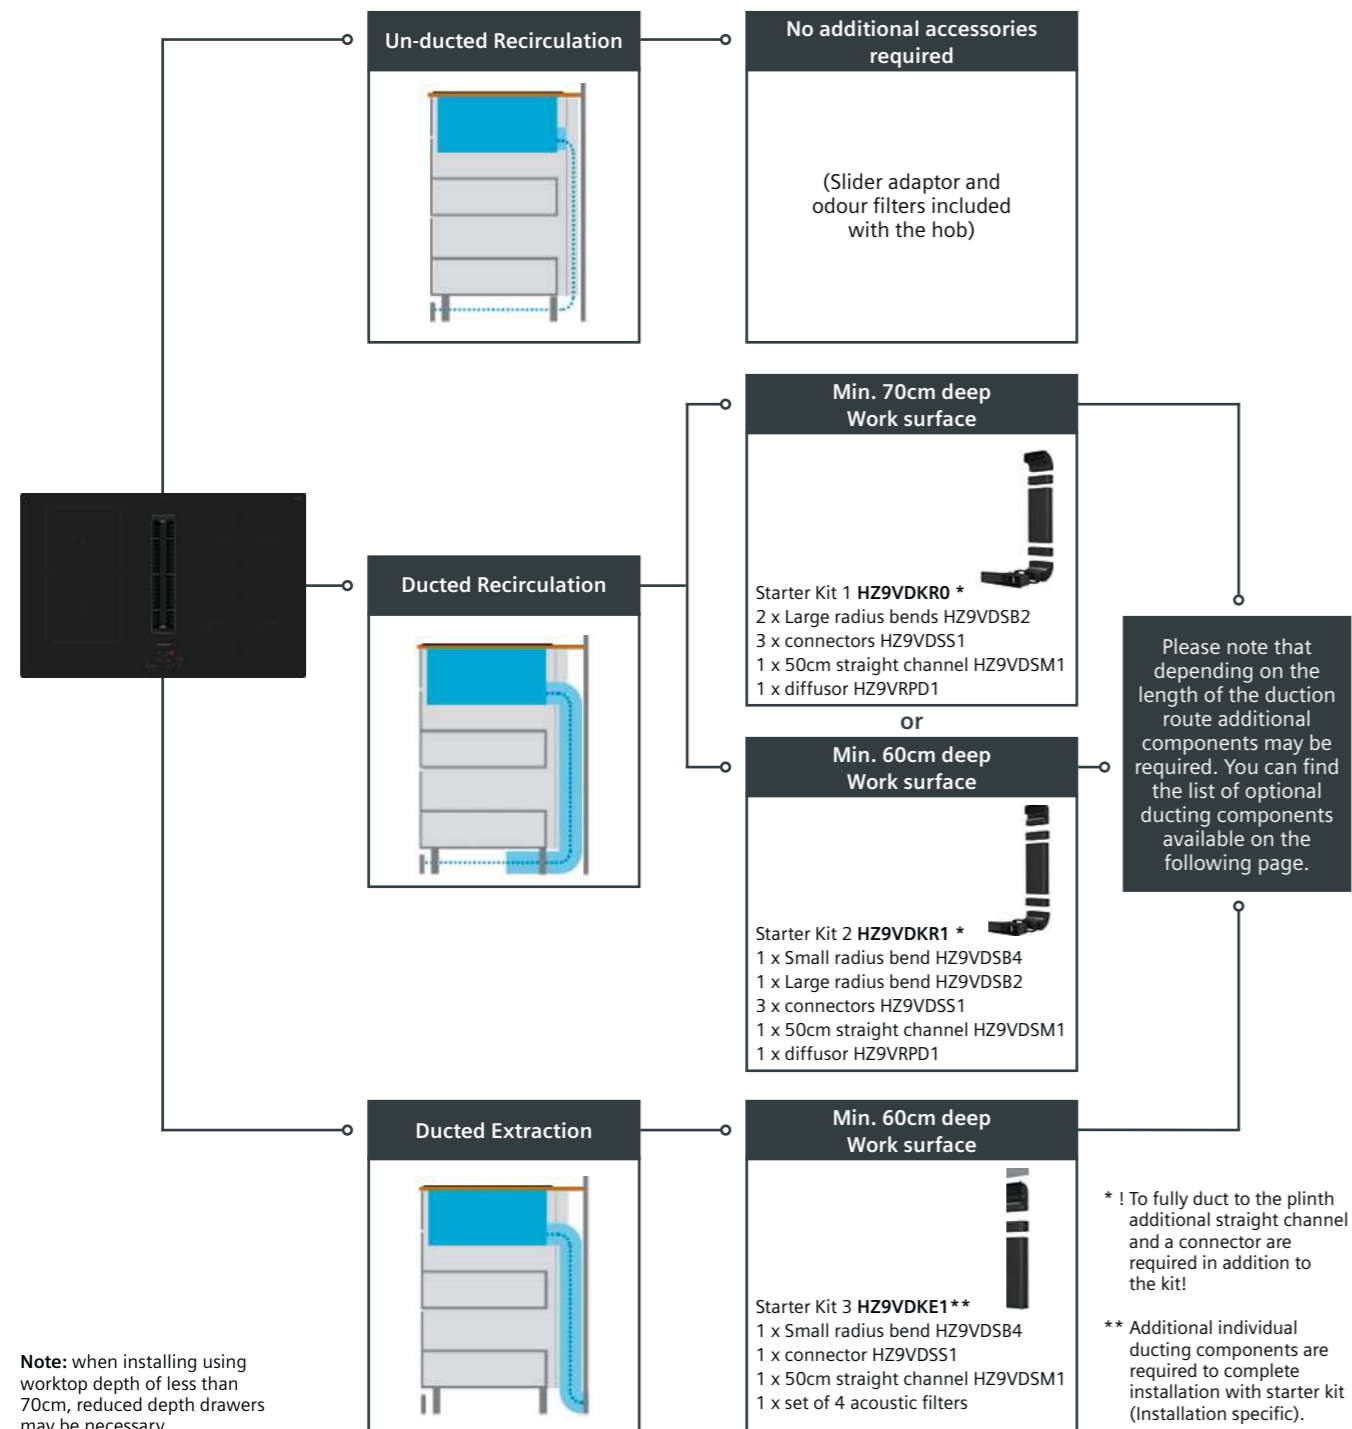 Un-ducted Recirculation
No additional accessories
required
(Slider adaptor and
odour filters included
with the hob)
Ducted Recirculation
Min. 70cm deep
Work surface
Starter Kit 1 HZ9VDKR0 *
2 x Large radius bends HZ9VDSB2
3 x connectors HZ9VDSS1
1 x 50cm straight channel HZ9VDSM1
1 x diffusor HZ9VRPD1
or
Min. 60cm deep
Work surface
Starter Kit 2 HZ9VDKR1 *
1 x Small radius bend HZ9VDSB4
1 x Large radius bend HZ9VDSB2
3 x connectors HZ9VDSS1
1 x 50cm straight channel HZ9VDSM1
1 x diffusor HZ9VRPD1
Please note that
depending on the
length of the duction
route additional
components may be
required. You can find
the list of optional
ducting components
available on the
following page.
Ducted Extraction
Min. 60cm deep
Work surface
Starter Kit 3 HZ9VDKE1**
1 x Small radius bend HZ9VDSB4
1 x connector HZ9VDSS1
1 x 50cm straight channel HZ9VDSM1
1 x set of 4 acoustic filters
* ! To fully duct to the plinth
additional straight channel
and a connector are
required in addition to
the kit!
** Additional individual
ducting components are
required to complete
installation with starter kit
(Installation specific).
Note: when installing using
worktop depth of less than
70cm, reduced depth drawers
may be necessary